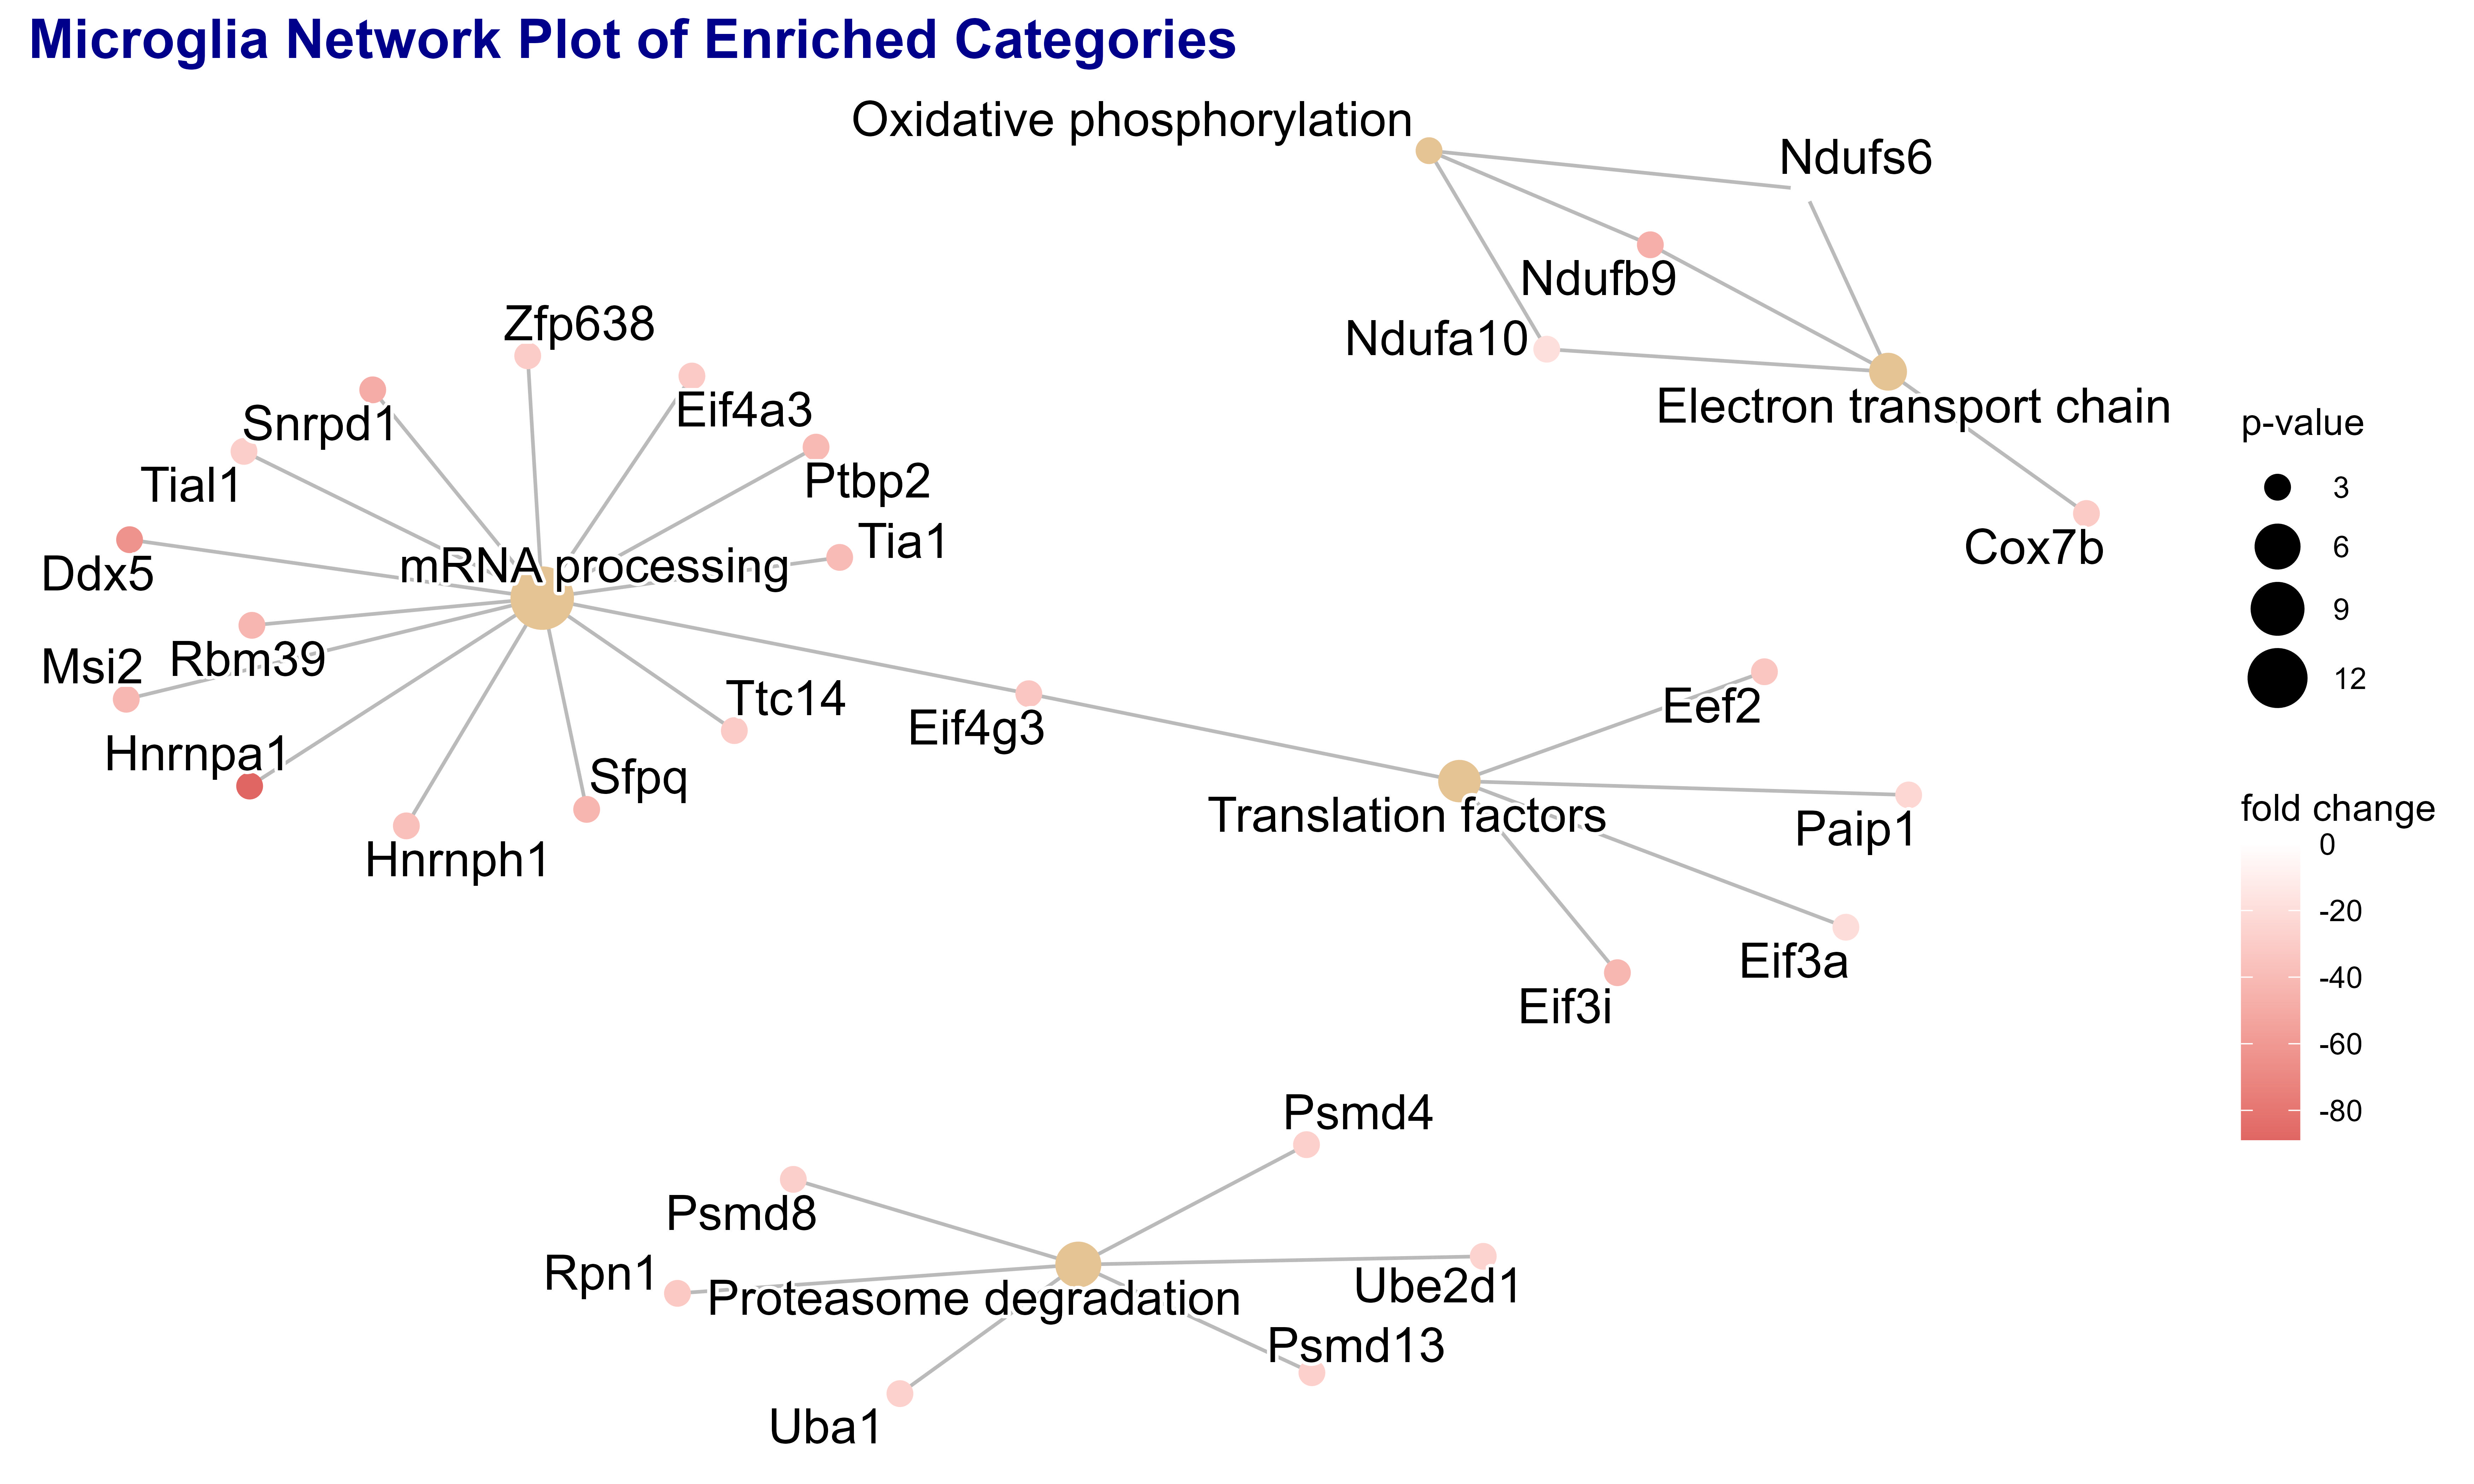 Microglia Network Plot of Enriched Categories
Oxidative phosphorylation
Ndufs6
Ndufb9
Ndufa10
Electron transport chain
Cox7b
Zfp638
Eif4a3
Snrpd1
Ptbp2
Tial1
Tia1
Ddx5
mRNA processing
Rbm39
Msi2
Hnrnpa1
Ttc14
Sfpq
Hnrnph1
Eif4g3
Eef2
Translation factors
Paip1
Eif3a
Eif3i
Psmd4
Psmd8
Rpn1
Proteasome degradation
Ube2d1
Psmd13
Uba1
p-value
3
6
9
12
fold change
0
-20
-40
-60
-80